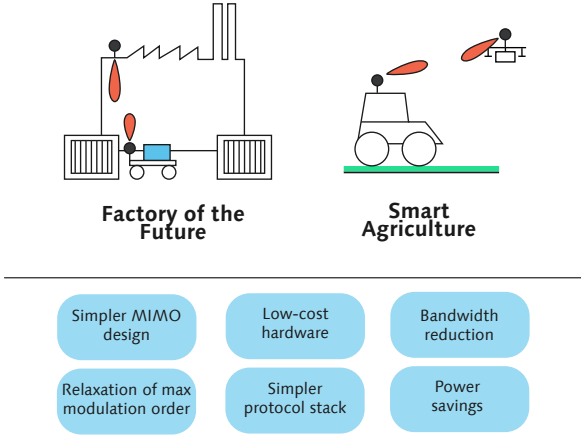 Factory of the
Future
Smart
Agriculture
Simpler MIMO
design
Low-cost
hardware
Bandwidth
reduction
Relaxation of max
modulation order
Simpler
protocol stack
Power
savings